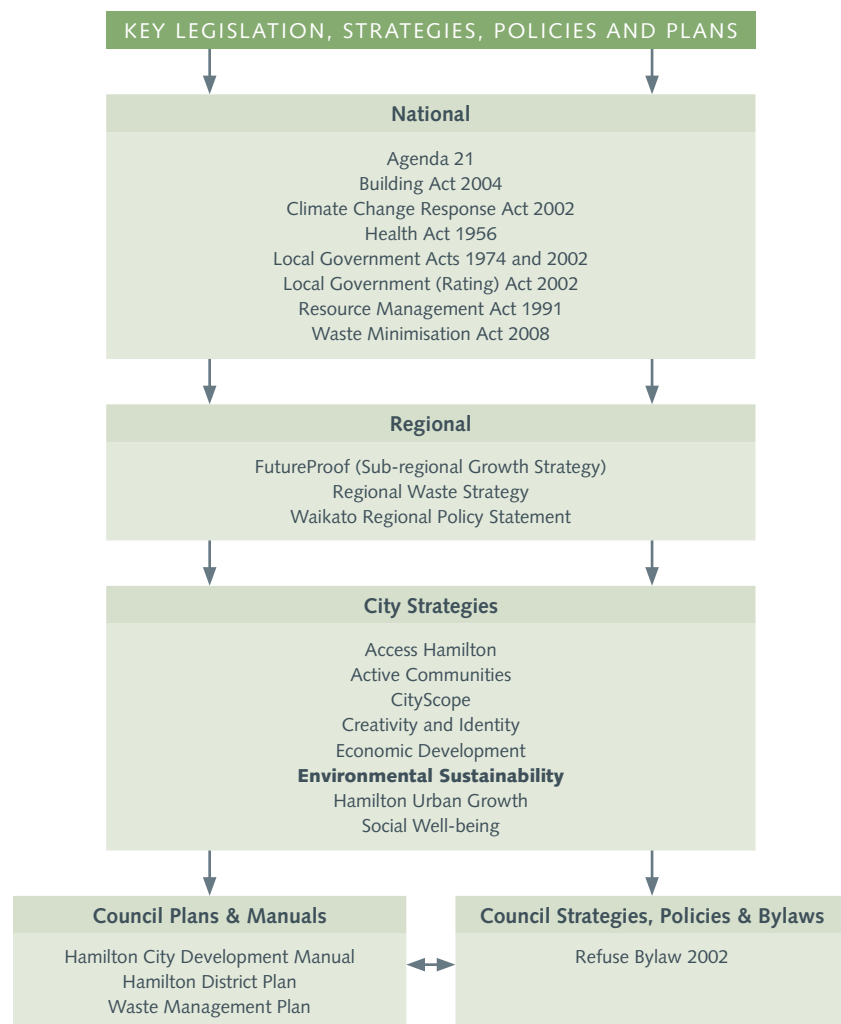 KEY LEGISLATION, STRATEGIES, POLICIES AND PLANS
National
Agenda 21
Building Act 2004
Climate Change Response Act 2002
Health Act 1956
Local Government Acts 1974 and 2002
Local Government (Rating) Act 2002
Resource Management Act 1991
Waste Minimisation Act 2008
Regional
FutureProof (Sub-regional Growth Strategy)
Regional Waste Strategy
Waikato Regional Policy Statement
City Strategies
Access Hamilton
Active Communities
CityScope
Creativity and Identity
Economic Development
Environmental Sustainability
Hamilton Urban Growth
Social Well-being
Council Plans & Manuals
Hamilton City Development Manual
Hamilton District Plan
Waste Management Plan
Council Strategies, Policies & Bylaws
Refuse Bylaw 2002